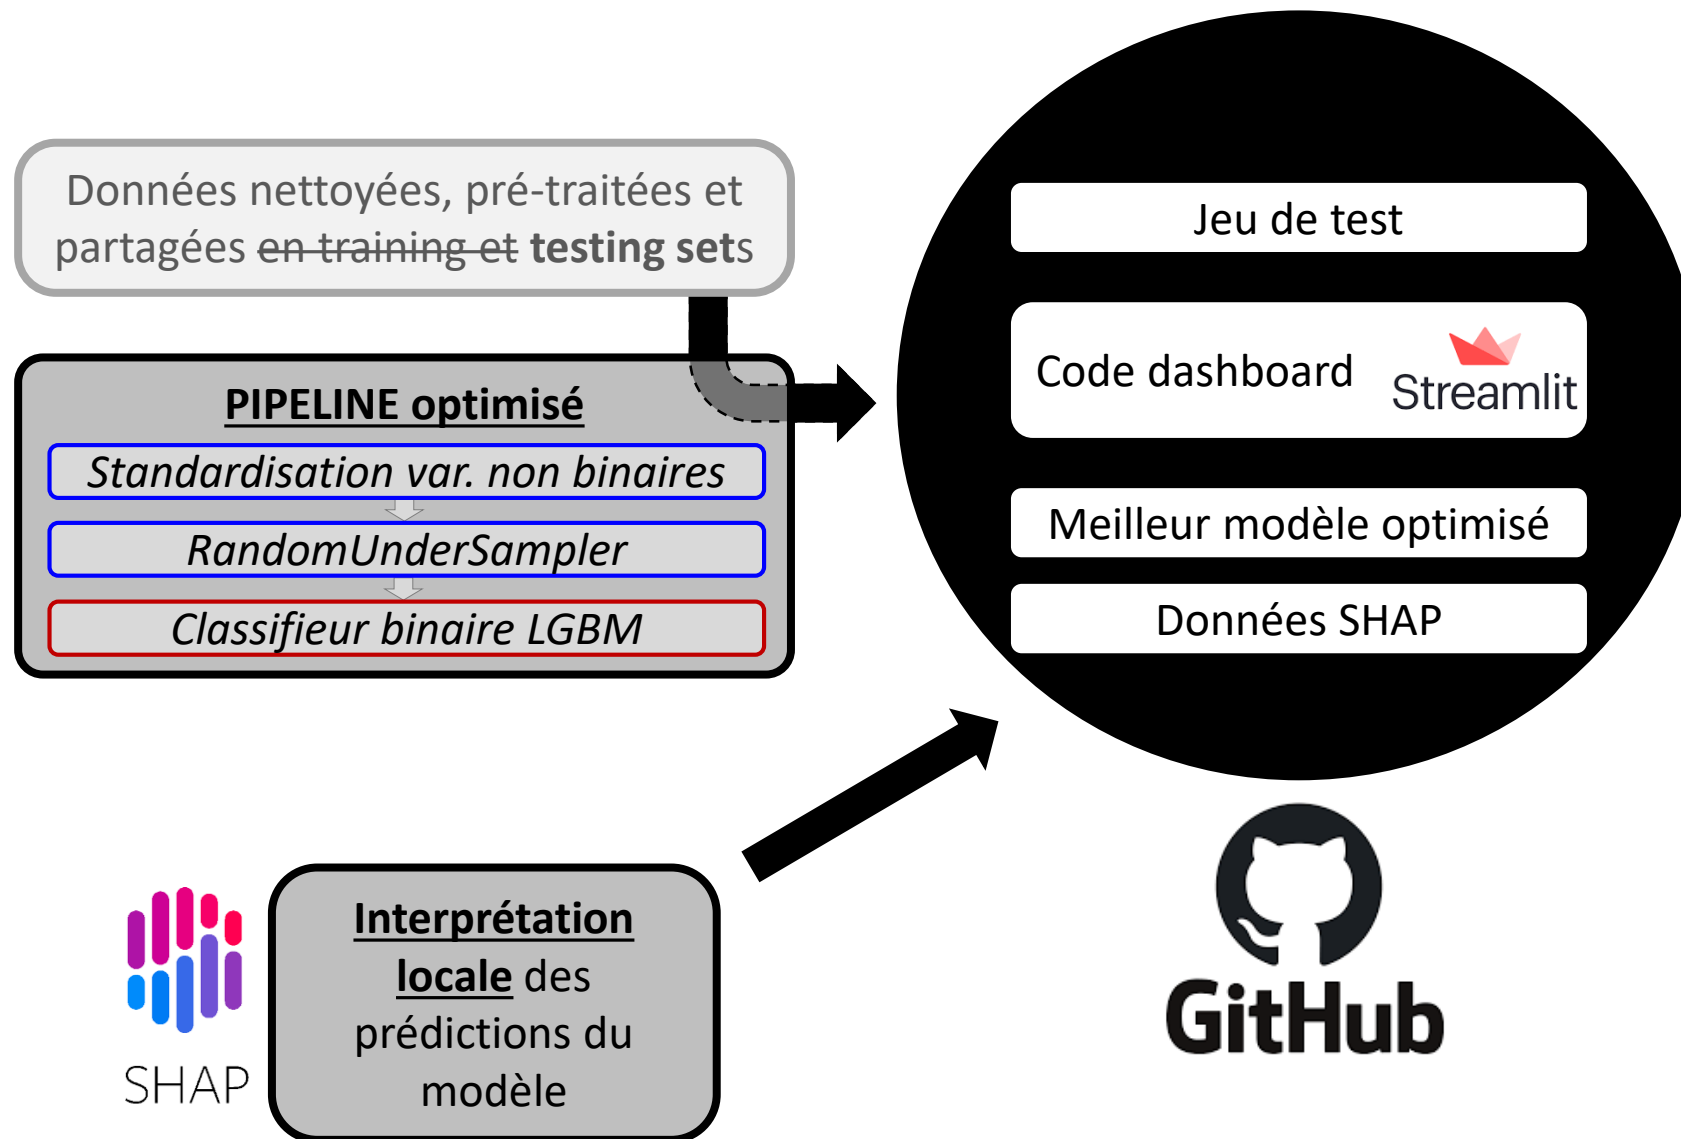 Données nettoyées, pré-traitées et
partagées en training et testing sets
PIPELINE optimisé
Standardisation var. non binaires
RandomUnderSampler
Classifieur binaire LGBM
SHAP
Interprétation
locale des
prédictions du
modèle
Jeu de test
Code dashboard
Streamlit
Meilleur modèle optimisé
Données SHAP
GitHub